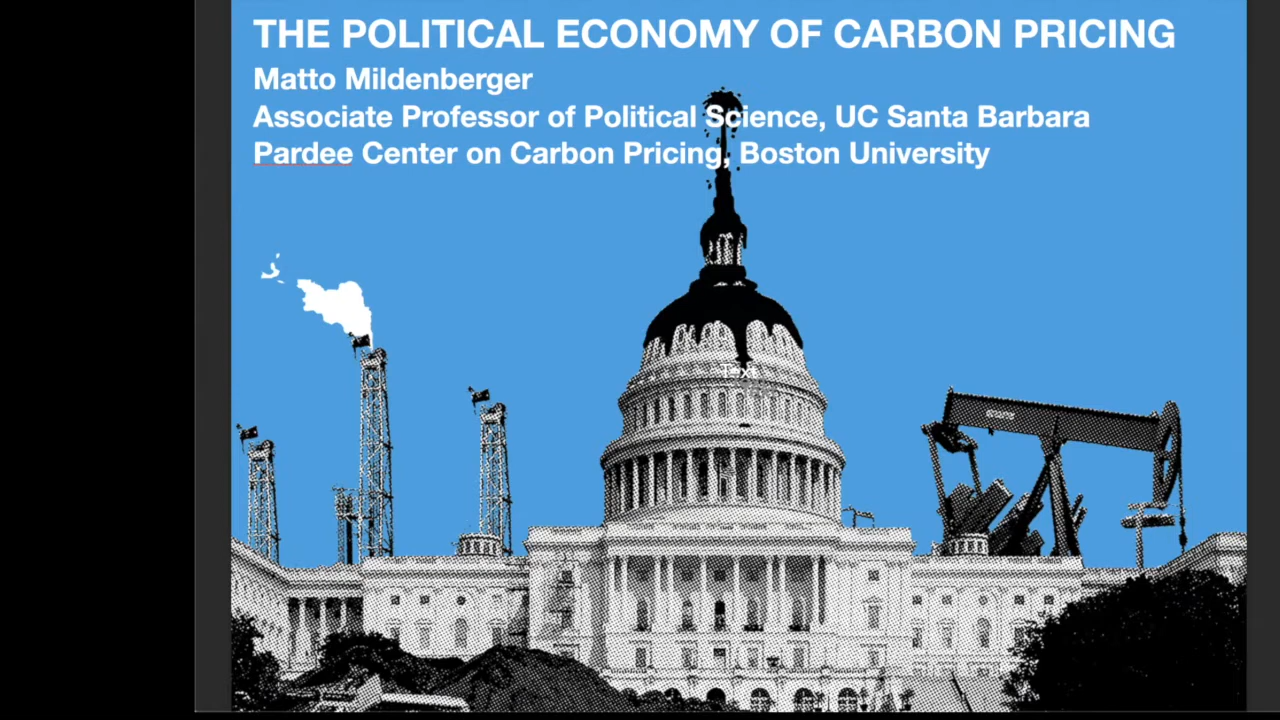 THE POLITICAL ECONOMY OF CARBON PRICING
Matto Mildenberger
Associate Professor of Political Science, UC Santa Barbara
Pardee Center on Carbon Pricing, Boston University
Text